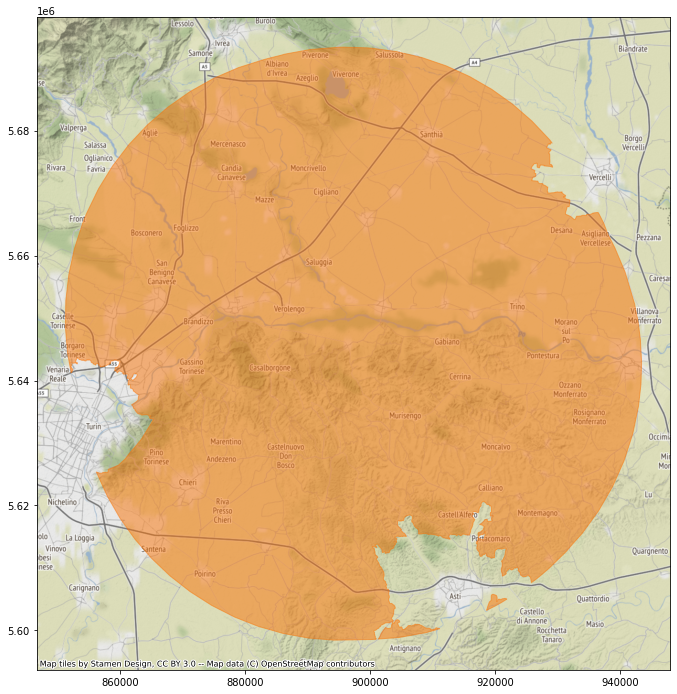 1e6
Cessolo
Burolo
Samone
Ivrea
A5
A4
Biandrate
Piverone
Salussola
Albiano
d'Ivrea
Viverone
Azeglio
5.68
Valperga
Agliè
Santhia
Borgo
Vercelli
Salassa
Oglianico
Favria
Rivara
Mercenasco
Candia
Canavese
Moncrivello
Mazze
Cigliano
Vercelli
Front
Bosconero
Foglizzo
Desana
Asigliano
Vercellese
Pezzana
5.66
San
Benigno
Canavese
Saluggia
Caresan
Casele
Torinese
Brandizzo
Verolengo
Trino
Villanova
Monferrato
Morano
sul
Po
Borgaro
Torinese
Venaria
Reale
A55
Gassino
Torinese
Casalborgone
Gabiano
Pontestura
5.64
Cerrina
Ozzano
Monferrato
Rosignano
Monferrato
Murisengo
Turin
Pino
Torinese
Marentino
Andezeno
Castelnuovo
Don
Bosco
Moncalvo
Occimi
Chieri
Calliano
Lu
5.62
Nichelino
Riva
Presso
Chieri
Castell'Alfero
Montemagno
Portacomaro
La Loggia
Vinovo
Santena
Poirino
Quargnento
Carignano
Asti
Quattordio
Castello
di Annone
Masio
Rocchetta
Tanaro
5.60
Antignano
Map tiles by Stamen Design, CC BY 3.0 -- Map data (C) OpenStreetMap contributors
860000 880000 900000 920000 940000